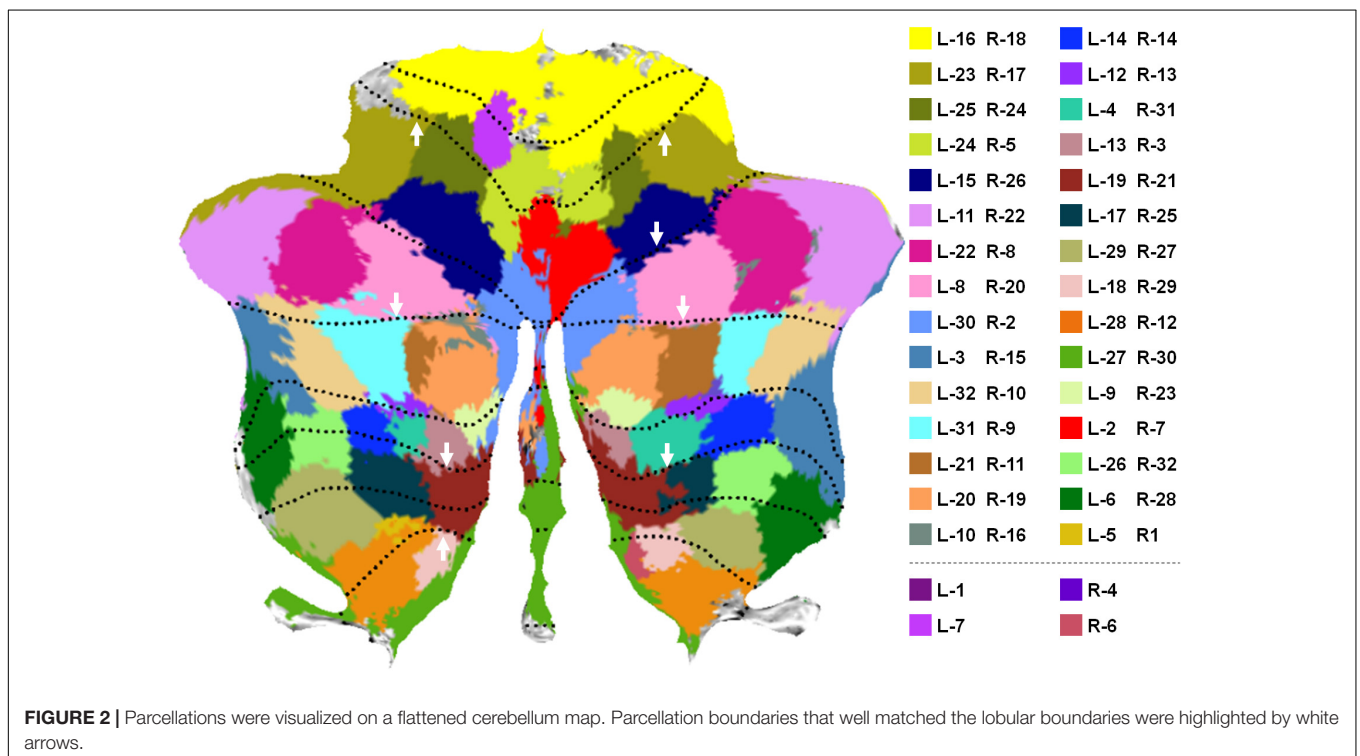 L-16 R-18 L-14 R-14
L-23 R-17 L-12 R-13
L-25 R-24 L-4 R-31
L-24 R-5 L-13 R-3
L-15 R-26 L-19 R-21
L-11 R-22 L-17 R-25
L-22 R-8 L-29 R-27
L-8 R-20 L-18 R-29
L-30 R-2 L-28 R-12
L-3 R-15 L-27 R-30
L-32 R-10 L-9 R-23
L-31 R-9 L-2 R-7
L-21 R-11 L-26 R-32
L-20 R-19 L-6 R-28
L-10 R-16 L-5 R1
L-1 R-4
L-7 R-6
FIGURE 2 | Parcellations were visualized on a flattened cerebellum map. Parcellation boundaries that well matched the lobular boundaries were highlighted by white
arrows.